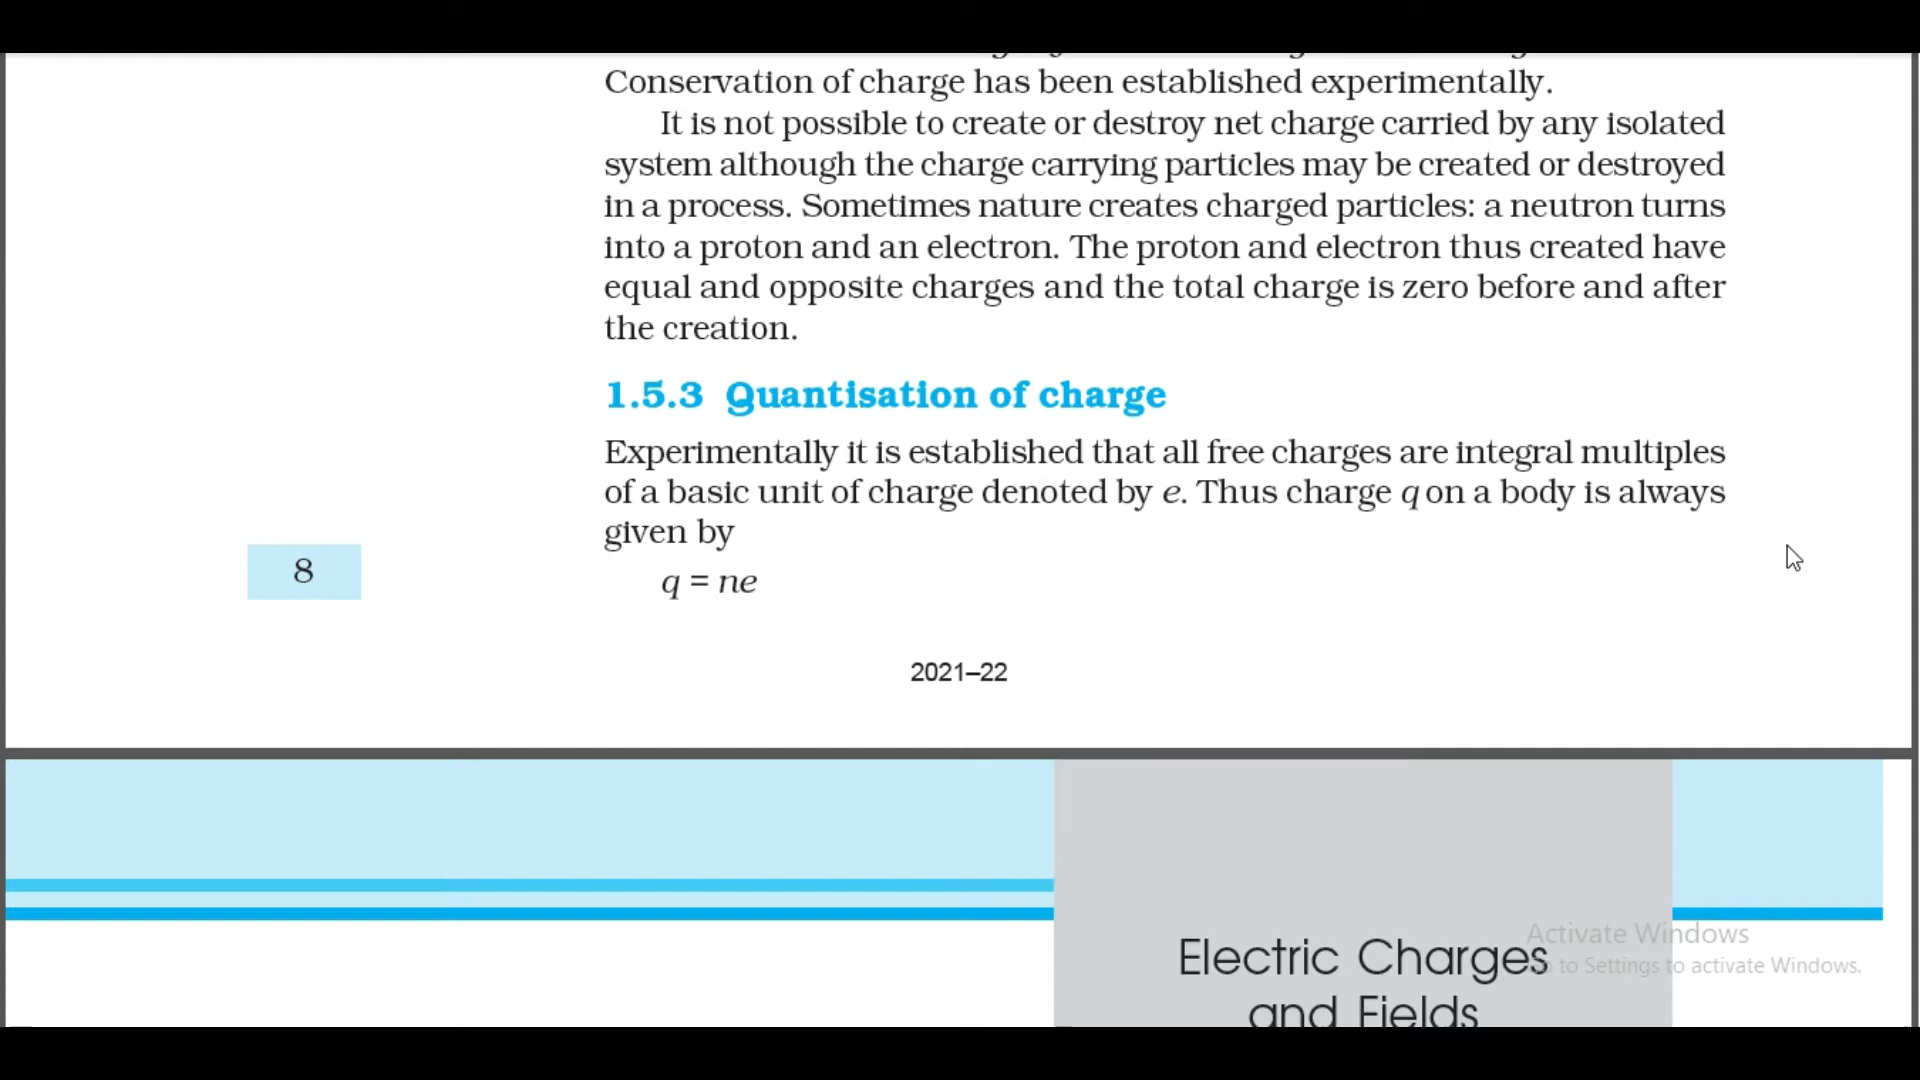 Conservation of charge has been established experimentally.
It is not possible to create or destroy net charge carried by any isolated
system although the charge carrying particles may be created or destroyed
in a process. Sometimes nature creates charged particles: a neutron turns
into a proton and an electron. The proton and electron thus created have
equal and opposite charges and the total charge is zero before and after
the creation.
1.5.3 Quantisation of charge
Experimentally it is established that all free charges are integral multiples
of a basic unit of charge denoted by e. Thus charge q on a body is always
given by
8
q = ne
2021–22
Electric Charges
and Fields
Activate Windows
to Settings to activate Windows.